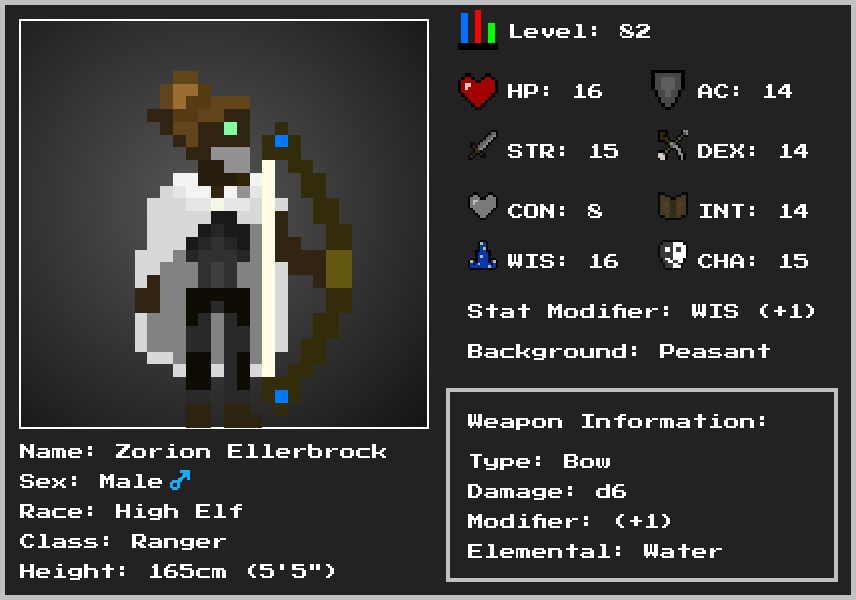 Level: 82
HP: 16
AC: 14
STR: 15
DEX: 14
CON: 8
INT: 14
WIS: 16
CHA: 15
Stat Modifier: WIS (+1)
Background: Peasant
Weapon Information:
Type: Bow
Damage: d6
Modifier: (+1)
Elemental: Water
Name: Zorion Ellerbrock
Sex: Male♂
Race: High Elf
Class: Ranger
Height: 165cm (5'5")